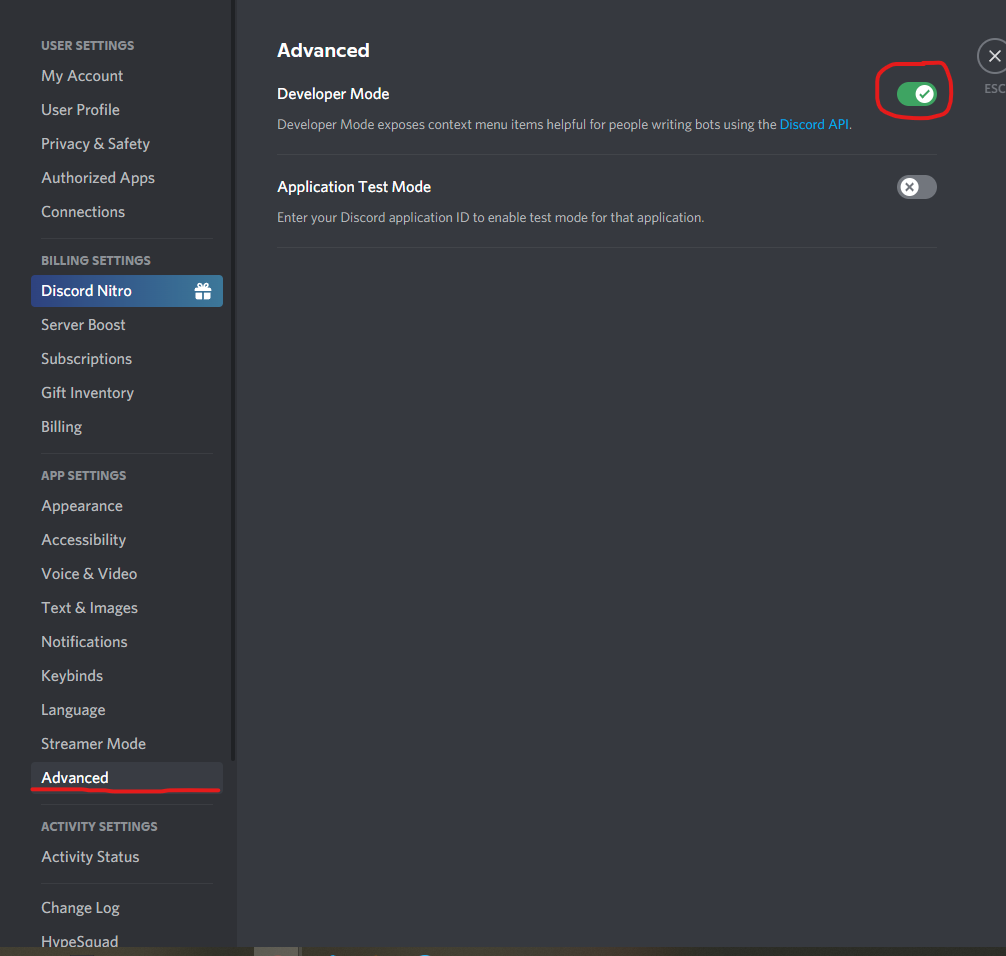 USER SETTINGS
My Account
User Profile
Privacy & Safety
Authorized Apps
Connections
BILLING SETTINGS
Discord Nitro
Server Boost
Subscriptions
Gift Inventory
Billing
APP SETTINGS
Appearance
Accessibility
Voice & Video
Text & Images
Notifications
Keybinds
Language
Streamer Mode
Advanced
ACTIVITY SETTINGS
Activity Status
Change Log
HypeSquad
Advanced
Developer Mode
Developer Mode exposes context menu items helpful for people writing bots using the Discord API.
Application Test Mode
Enter your Discord application ID to enable test mode for that application.
ESC